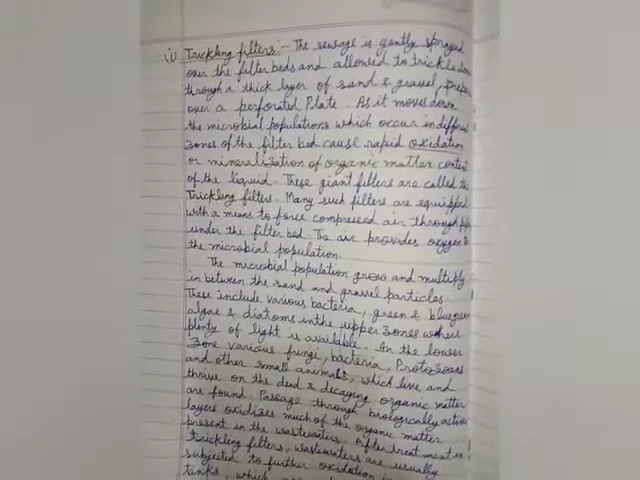 (i) Trickling filters :- The sewage is gently sprayed
over the filter beds and allowed to trickle down
through a thick layer of sand & gravel,
over a perforated Plate. As it moves down
the microbial populations which occur in different
zones of the filter bed cause rapid oxidation
or mineralization of organic matter content
of the liquid. These giant filters are called the
Trickling filters. Many such filters are equipped
with a means to force compressed air through
under the filter bed. The air provides oxygen to
the microbial population.
The microbial population grow and multiply
in between the sand and gravel particles.
These include various bacteria, green & bluegreen
algae & diatoms in the upper zones where
plenty of light is available. In the lower
zone various fungi, bacteria, Protozoans
and other small animals, which live and
thrive on the dead & decaying organic matter
are found. Passage through biologically active
layers oxidizes much of the organic matter
present in the wastewaters. After treatment in
trickling filters, wastewaters are usually
subjected to further oxidation in
tanks, which